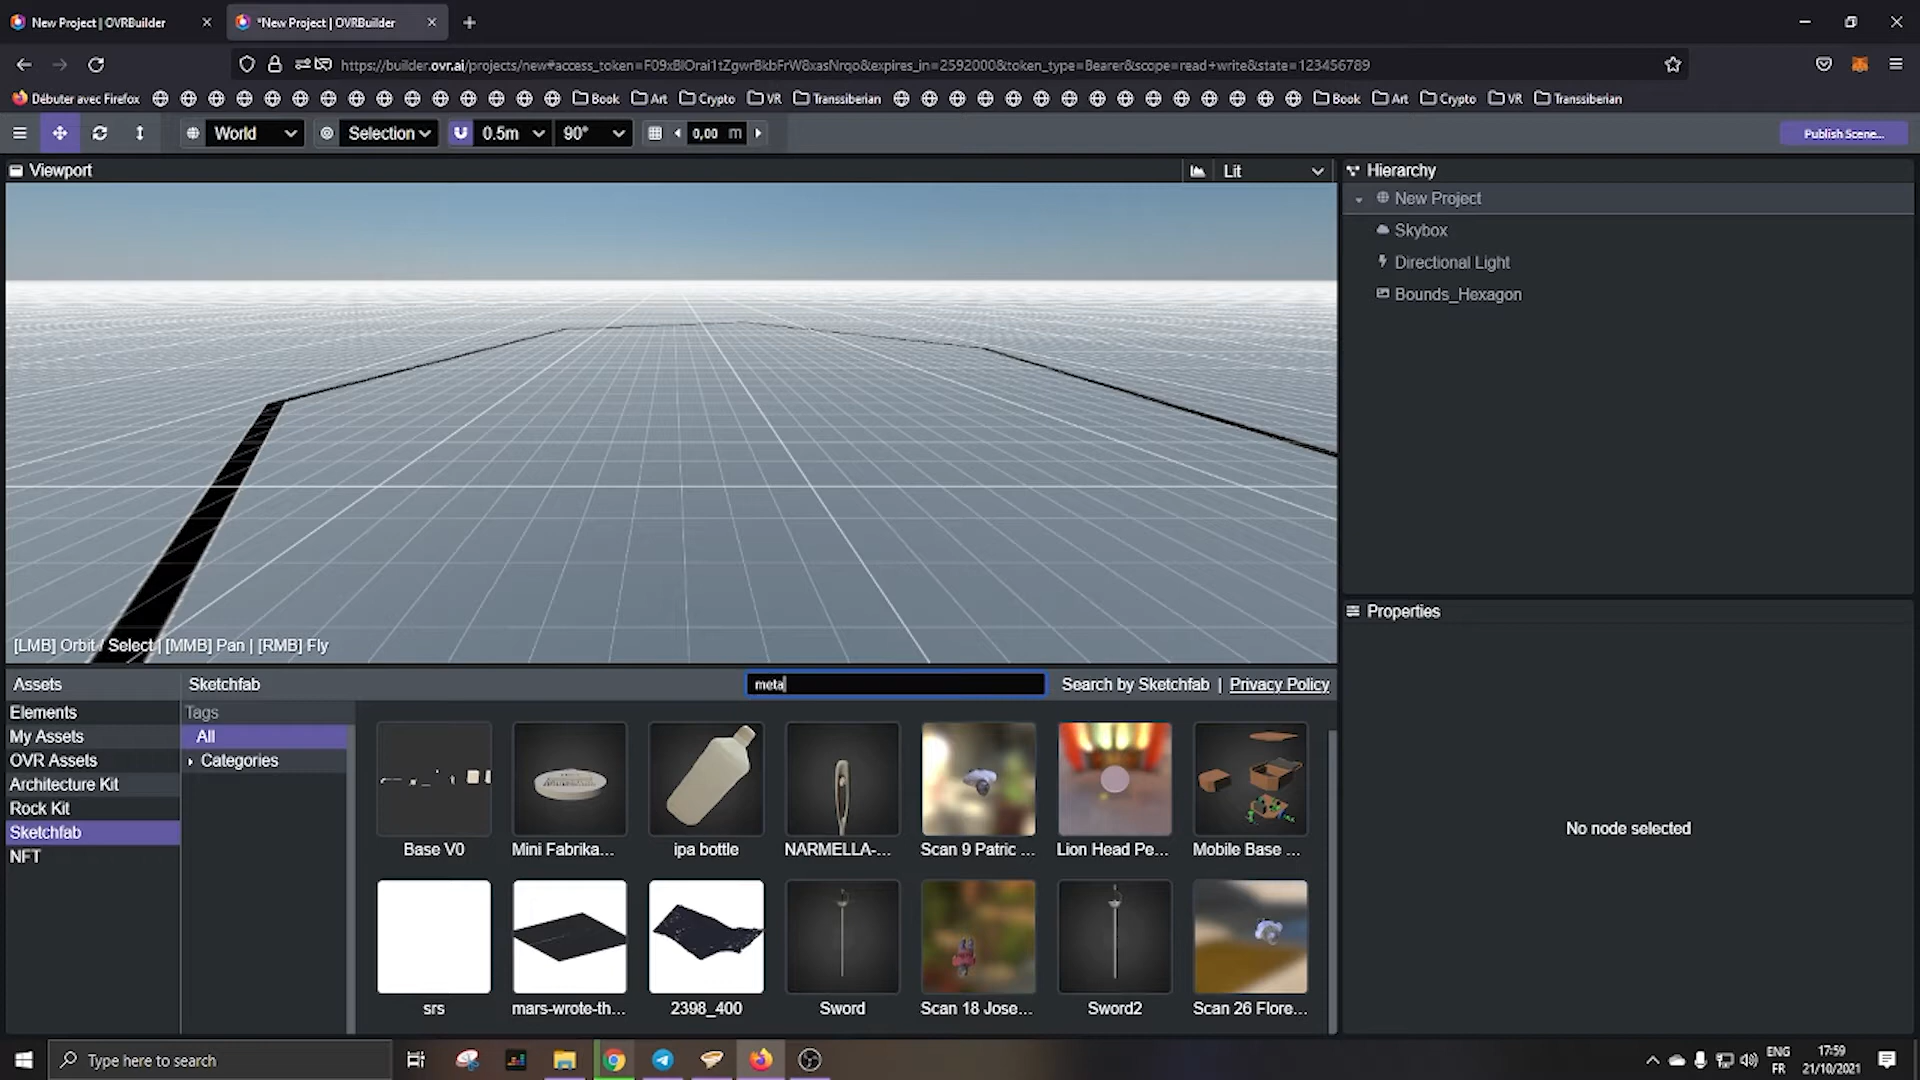 New Project | OVRBuilder
*New Project | OVRBuilder
https://builder.ovr.ai/projects/new#access_token=F09xBlOrai1tZgwrBkbFrW8xasNrqo&expires_in=2592000&token_type=Bearer&scope=read+write&state=123456789
Débuter avec Firefox Book Art Crypto VR Transsiberian Book Art Crypto VR Transsiberian
World Selection 0.5m 90° 0,00 m Publish Scene...
Viewport Lit
Hierarchy
New Project
Skybox
Directional Light
Bounds_Hexagon
[LMB] Orbit / Select | [MMB] Pan | [RMB] Fly
Properties
No node selected
Assets
Elements
My Assets
OVR Assets
Architecture Kit
Rock Kit
Sketchfab
NFT
Sketchfab meta Search by Sketchfab | Privacy Policy
Tags
All
Categories
Base V0 Mini Fabrika... ipa bottle NARMELLA-... Scan 9 Patric ... Lion Head Pe... Mobile Base ...
srs mars-wrote-th... 2398_400 Sword Scan 18 Jose... Sword2 Scan 26 Flore...
Type here to search
ENG
FR
17:59
21/10/2021